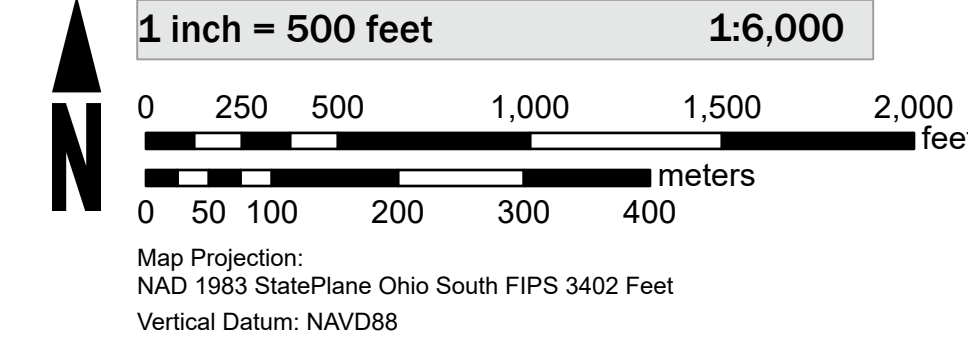 1 inch = 500 feet 1:6,000
0 250 500 1,000 1,500 2,000
feet
meters
0 50 100 200 300 400
N
Map Projection:
NAD 1983 StatePlane Ohio South FIPS 3402 Feet
Vertical Datum: NAVD88